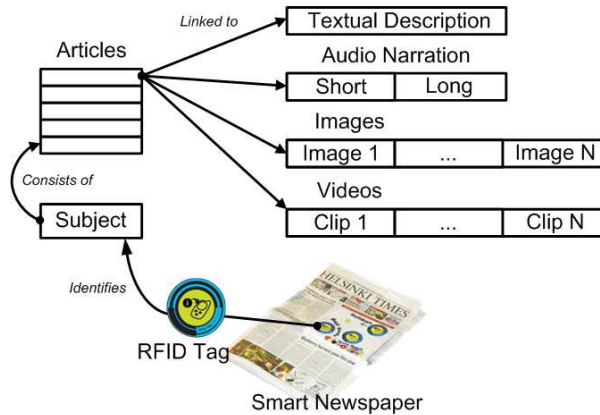 Linked to
Textual Description
Articles
Audio Narration
Short
Long
Images
Image 1
...
Image N
Consists of
Videos
Subject
Clip 1
...
Clip N
Identifies
HELSINKI TIMES
RFID Tag
Smart Newspaper